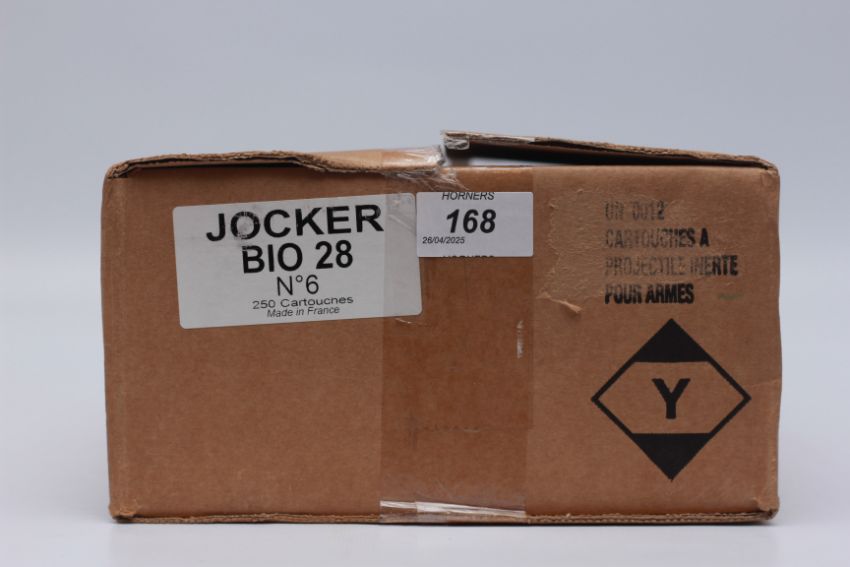 JOCKER
BIO 28
N°6
250 Cartouches
Made in France
HORNERS
168
26/04/2025
HORNERS
UN 0012
CARTOUCHES A
PROJECTILE INERTE
POUR ARMES
Y